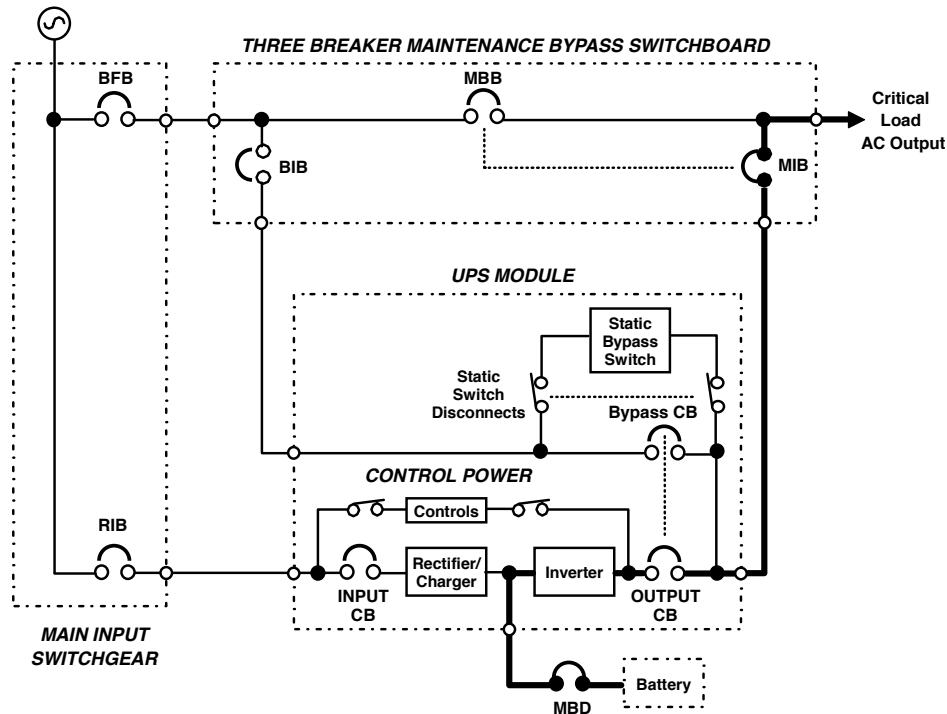 THREE BREAKER MAINTENANCE BYPASS SWITCHBOARD
BFB
MBB
Critical
Load
AC Output
BIB
MIB
UPS MODULE
Static
Bypass
Switch
Static
Switch
Disconnects
Bypass CB
CONTROL POWER
Controls
RIB
Rectifier/
Charger
Inverter
INPUT
CB
OUTPUT
CB
MAIN INPUT
SWITCHGEAR
Battery
MBD